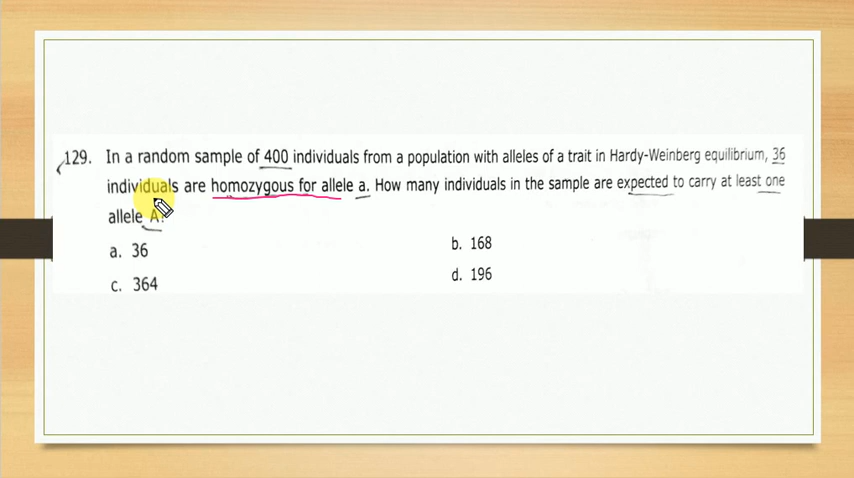 129. In a random sample of 400 individuals from a population with alleles of a trait in Hardy-Weinberg equilibrium, 36
individuals are homozygous for allele a. How many individuals in the sample are expected to carry at least one
allele A?
a. 36
b. 168
c. 364
d. 196